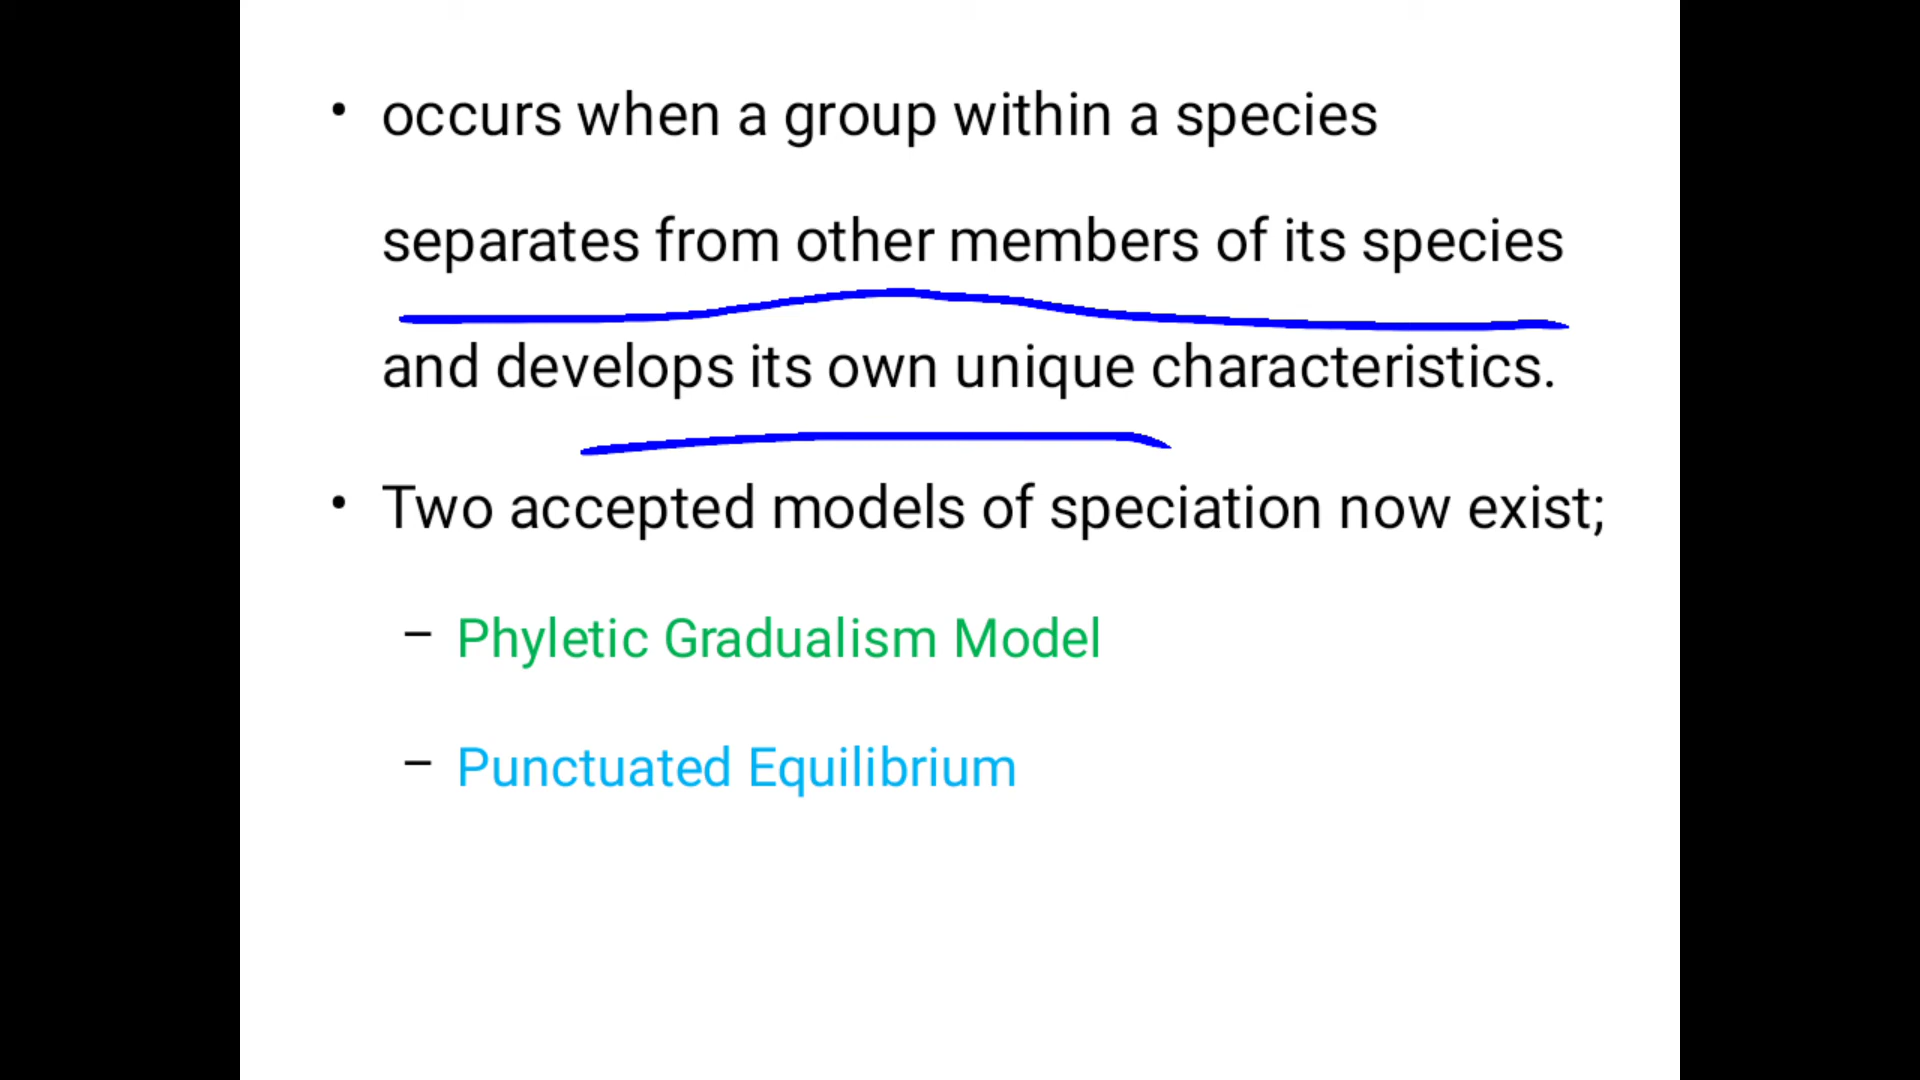 • occurs when a group within a species
separates from other members of its species
and develops its own unique characteristics.
• Two accepted models of speciation now exist;
– Phyletic Gradualism Model
– Punctuated Equilibrium